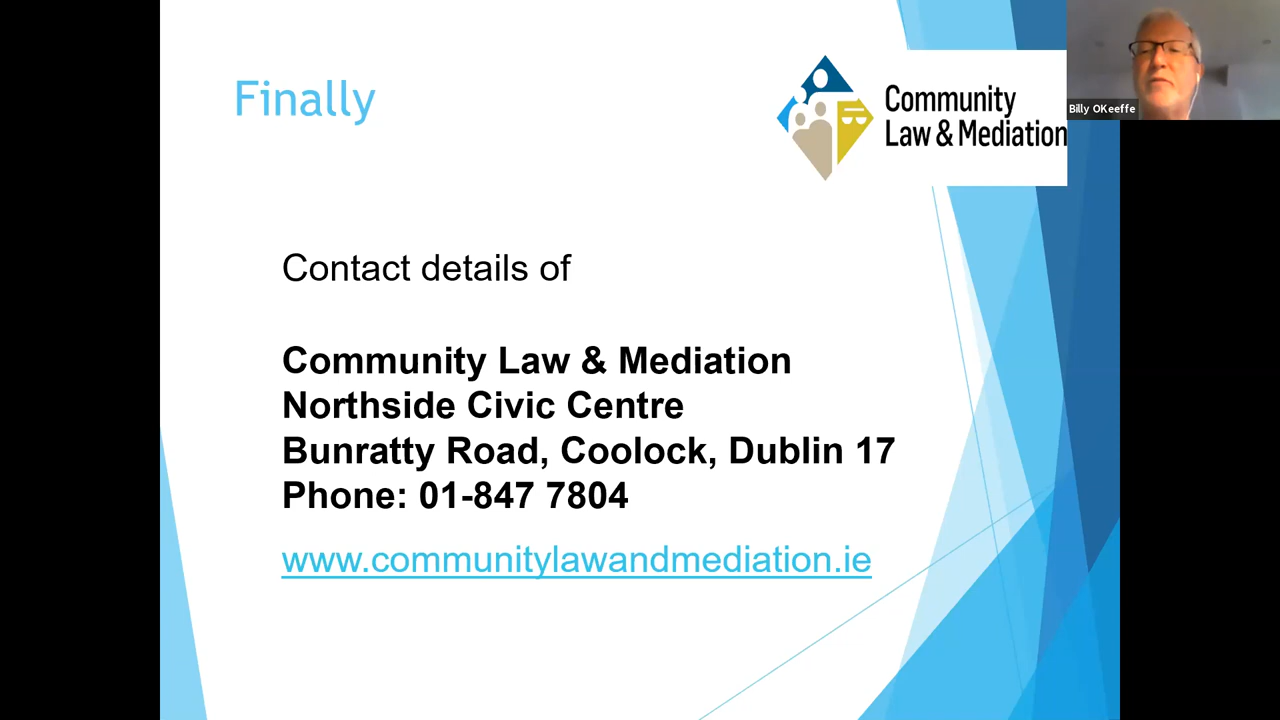 Finally
Community
Law & Mediation
Billy OKeeffe
Contact details of
Community Law & Mediation
Northside Civic Centre
Bunratty Road, Coolock, Dublin 17
Phone: 01-847 7804
www.communitylawandmediation.ie